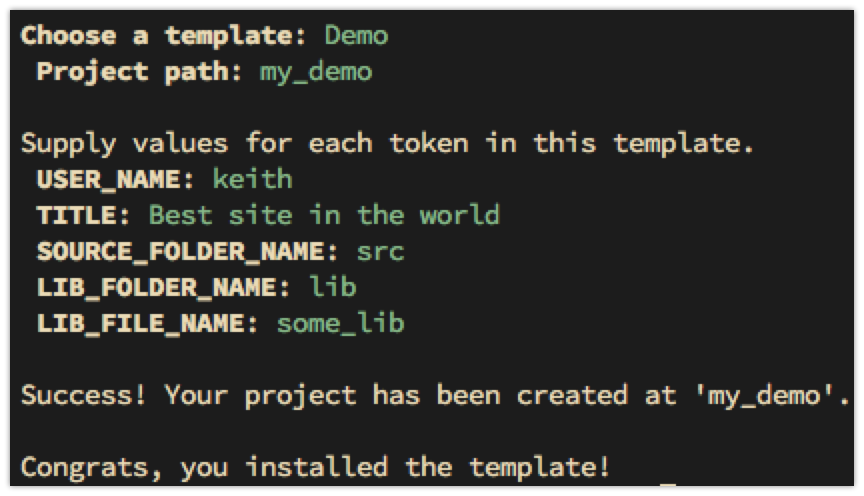 Choose a template: Demo
Project path: my_demo
Supply values for each token in this template.
USER_NAME: keith
TITLE: Best site in the world
SOURCE_FOLDER_NAME: src
LIB_FOLDER_NAME: lib
LIB_FILE_NAME: some_lib
Success! Your project has been created at 'my_demo'.
Congrats, you installed the template!